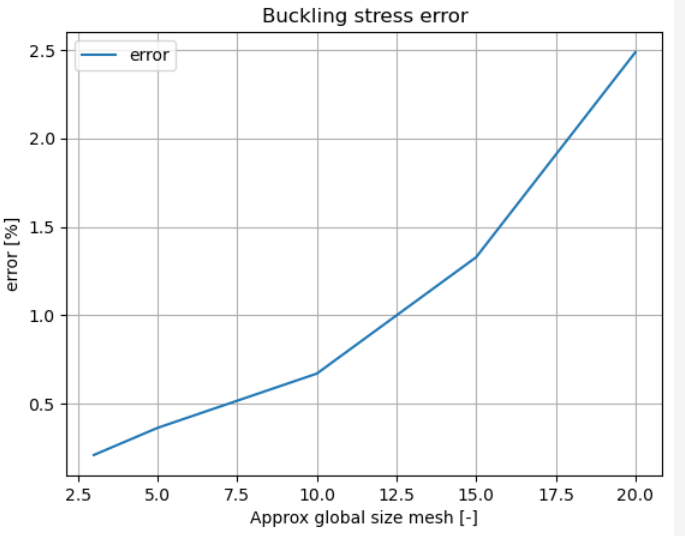 Buckling stress error
error
2.5
2.0
1.5
1.0
0.5
error [%]
2.5 5.0 7.5 10.0 12.5 15.0 17.5 20.0
Approx global size mesh [-]